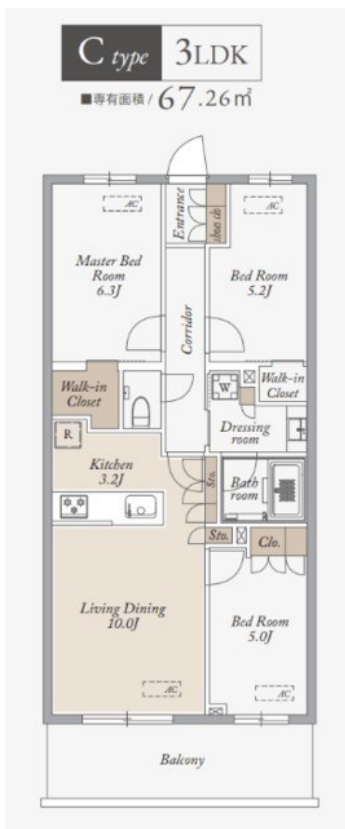 C type 3LDK
■専有面積/67.26㎡
AC
AC
Entrance
shoes cl
Master Bed
Room
6.3J
Bed Room
5.2J
Corridor
Walk-in
Closet
W
Walk-in
Closet
Dressing
room
R
Kitchen
3.2J
Sto.
Bath
room
Sto.
Clo.
Living Dining
10.0J
Bed Room
5.0J
AC
AC
Balcony